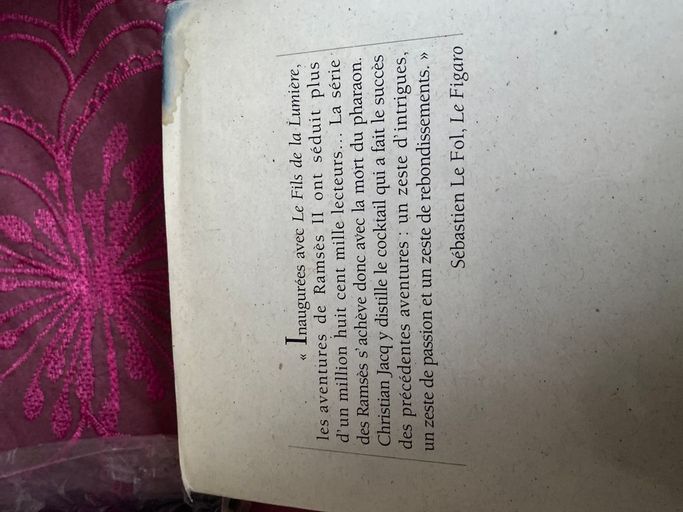 « Inaugurées avec Le Fils de la Lumière,
les aventures de Ramsès II ont séduit plus
d'un million huit cent mille lecteurs... La série
des Ramsès s'achève donc avec la mort du pharaon.
Christian Jacq y distille le cocktail qui a fait le succès
des précédentes aventures : un zeste d'intrigues,
un zeste de passion et un zeste de rebondissements. »
Sébastien Le Fol, Le Figaro